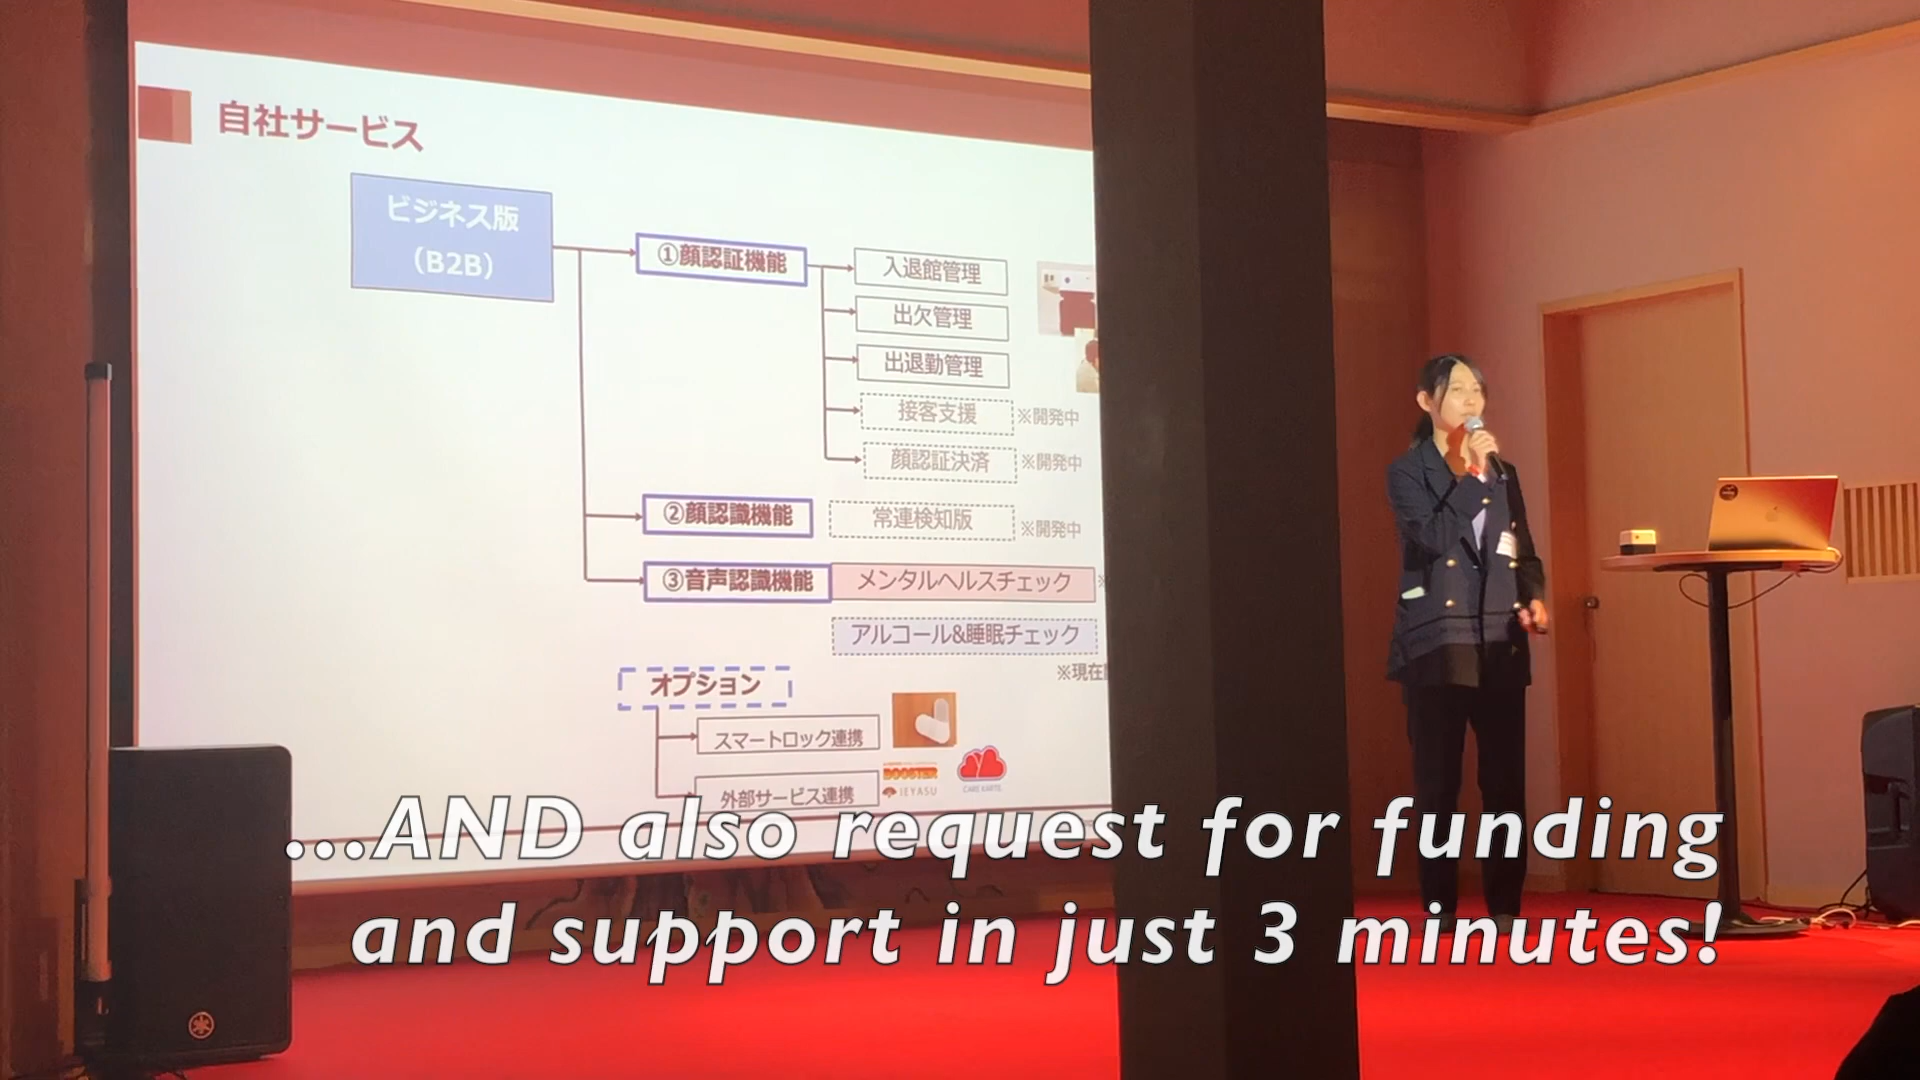 自社サービス
ビジネス版
(B2B)
①顔認証機能
入退館管理
出欠管理
出退勤管理
接客支援
※開発中
顔認証決済
※開発中
②顔認識機能
常連検知版
※開発中
③音声認識機能
メンタルヘルスチェック
※
アルコール&睡眠チェック
※現在
オプション
スマートロック連携
外部サービス連携
BOOSTER
IEYASU
CARE KARTE
...AND also request for funding
and support in just 3 minutes!